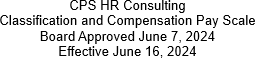 CPS HR Consulting
Classification and Compensation Pay Scale
Board Approved June 7, 2024
Effective June 16, 2024